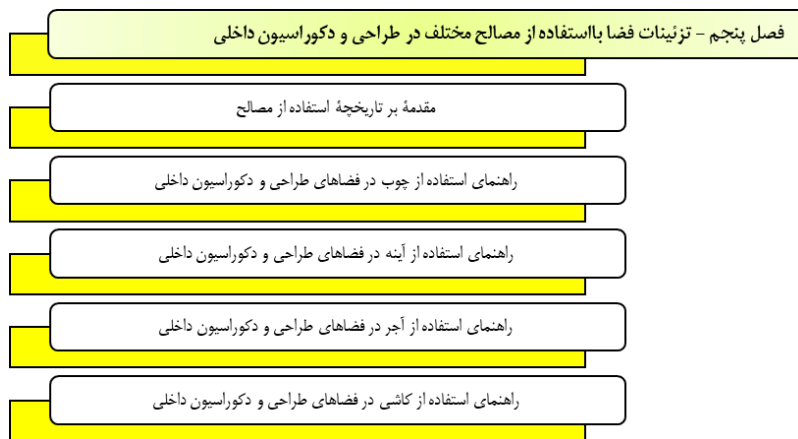 فصل پنجم - تزئینات فضا بااستفاده از مصالح مختلف در طراحی و دکوراسیون داخلی
مقدمۀ بر تاریخچۀ استفاده از مصالح
راهنمای استفاده از چوب در فضاهای طراحی و دکوراسیون داخلی
راهنمای استفاده از آینه در فضاهای طراحی و دکوراسیون داخلی
راهنمای استفاده از آجر در فضاهای طراحی و دکوراسیون داخلی
راهنمای استفاده از کاشی در فضاهای طراحی و دکوراسیون داخلی